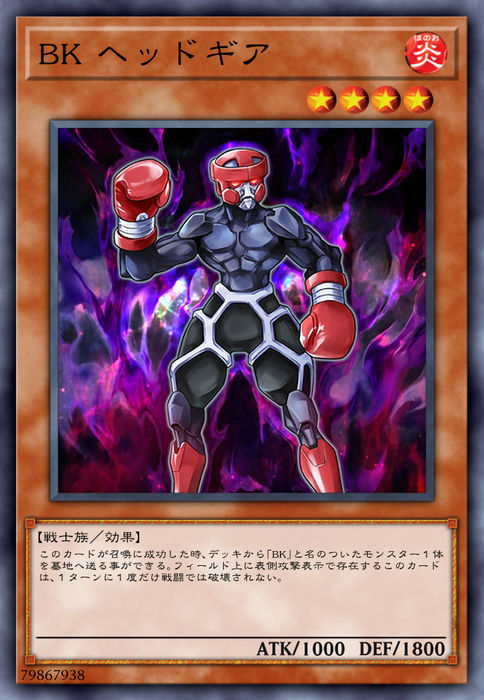 BK ヘッドギア
ほのお
炎
【戦士族／効果】
このカードが召喚に成功した時、デッキから「BK」と名のついたモンスター１体
を墓地へ送る事ができる。フィールド上に表側攻撃表示で存在するこのカード
は、１ターンに１度だけ戦闘では破壊されない。
ATK/1000 DEF/1800
79867938